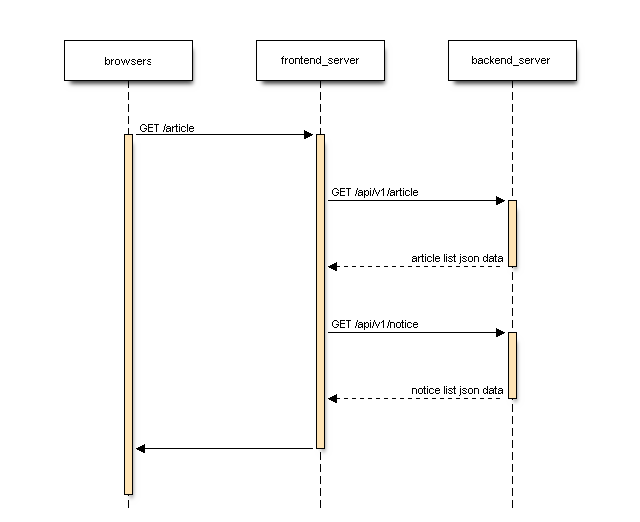 browsers
frontend_server
backend_server
GET /article
GET /api/v1/article
article list json data
GET /api/v1/notice
notice list json data